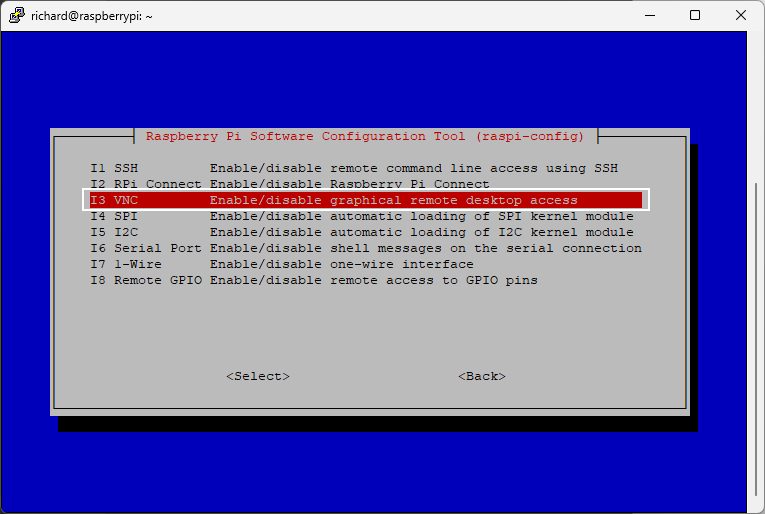 richard@raspberrypi: ~
Raspberry Pi Software Configuration Tool (raspi-config)
I1 SSH Enable/disable remote command line access using SSH
I2 RPi Connect Enable/disable Raspberry Pi Connect
I3 VNC Enable/disable graphical remote desktop access
I4 SPI Enable/disable automatic loading of SPI kernel module
I5 I2C Enable/disable automatic loading of I2C kernel module
I6 Serial Port Enable/disable shell messages on the serial connection
I7 1-Wire Enable/disable one-wire interface
I8 Remote GPIO Enable/disable remote access to GPIO pins
<Select> <Back>